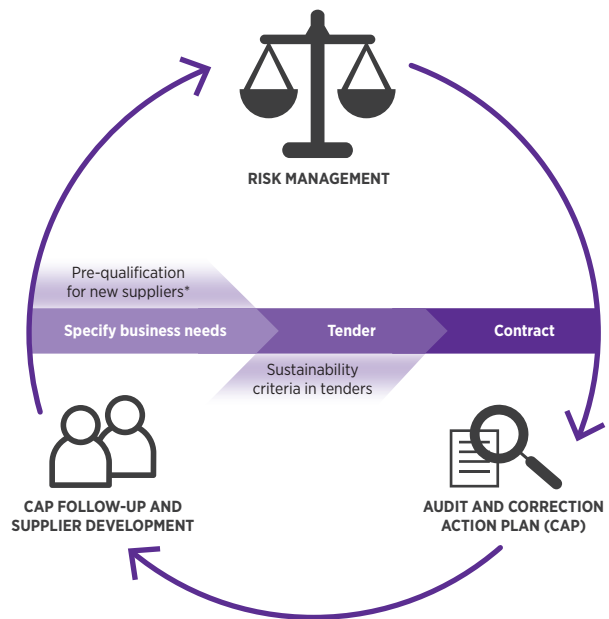 RISK MANAGEMENT
Pre-qualification
for new suppliers*
Specify business needs
Tender
Contract
Sustainability
criteria in tenders
CAP FOLLOW-UP AND
SUPPLIER DEVELOPMENT
AUDIT AND CORRECTION
ACTION PLAN (CAP)